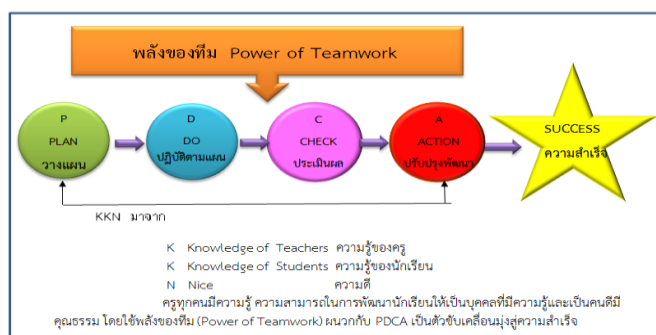 พลังของทีม Power of Teamwork
P
PLAN
วางแผน
D
DO
ปฏิบัติตามแผน
C
CHECK
ประเมินผล
A
ACTION
ปรับปรุงพัฒนา
SUCCESS
ความสำเร็จ
KKN มาจาก
K Knowledge of Teachers ความรู้ของครู
K Knowledge of Students ความรู้ของนักเรียน
N Nice ความดี
ครูทุกคนมีความรู้ ความสามารถในการพัฒนานักเรียนให้เป็นบุคคลที่มีความรู้และเป็นคนดีมี
คุณธรรม โดยใช้พลังของทีม (Power of Teamwork) ผนวกกับ PDCA เป็นตัวขับเคลื่อนมุ่งสู่ความสำเร็จ